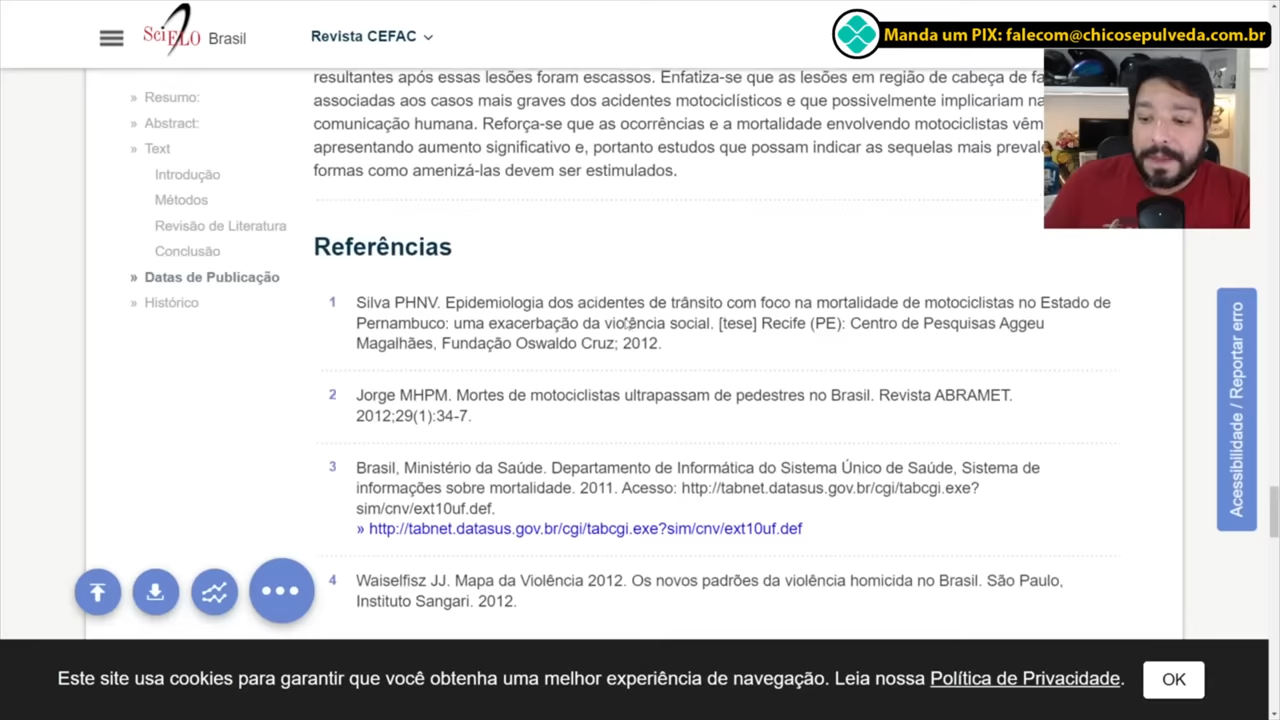 SciELO Brasil
Revista CEFAC
Manda um PIX: falecom@chicosepulveda.com.br
» Resumo:
» Abstract:
» Text
Introdução
Métodos
Revisão de Literatura
Conclusão
» Datas de Publicação
» Histórico
resultantes após essas lesões foram escassos. Enfatiza-se que as lesões em região de cabeça de fa
associadas aos casos mais graves dos acidentes motociclísticos e que possivelmente implicariam na
comunicação humana. Reforça-se que as ocorrências e a mortalidade envolvendo motociclistas vêm
apresentando aumento significativo e, portanto estudos que possam indicar as sequelas mais preval
formas como amenizá-las devem ser estimulados.
Referências
1 Silva PHNV. Epidemiologia dos acidentes de trânsito com foco na mortalidade de motociclistas no Estado de
Pernambuco: uma exacerbação da violência social. [tese] Recife (PE): Centro de Pesquisas Aggeu
Magalhães, Fundação Oswaldo Cruz; 2012.
2 Jorge MHPM. Mortes de motociclistas ultrapassam de pedestres no Brasil. Revista ABRAMET.
2012;29(1):34-7.
3 Brasil, Ministério da Saúde. Departamento de Informática do Sistema Único de Saúde, Sistema de
informações sobre mortalidade. 2011. Acesso: http://tabnet.datasus.gov.br/cgi/tabcgi.exe?
sim/cnv/ext10uf.def.
» http://tabnet.datasus.gov.br/cgi/tabcgi.exe?sim/cnv/ext10uf.def
4 Waiselfisz JJ. Mapa da Violência 2012. Os novos padrões da violência homicida no Brasil. São Paulo,
Instituto Sangari. 2012.
Acessibilidade / Reportar erro
Este site usa cookies para garantir que você obtenha uma melhor experiência de navegação. Leia nossa Política de Privacidade.
OK